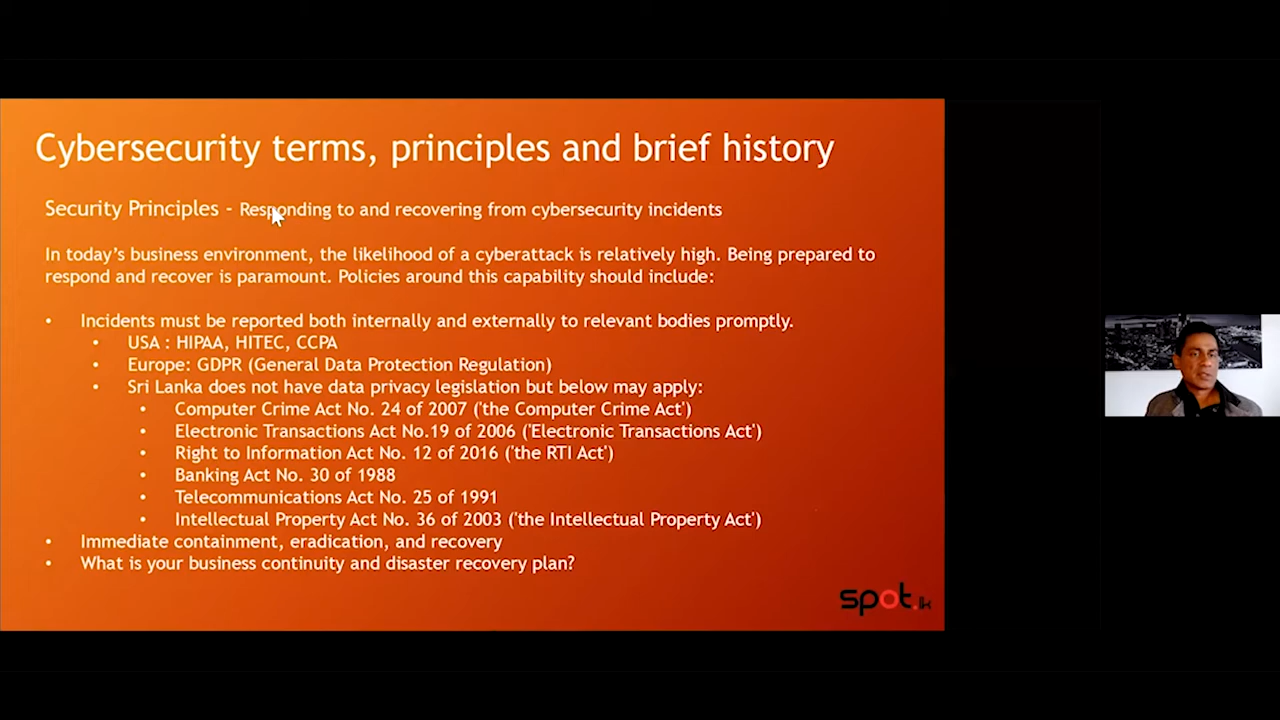 Cybersecurity terms, principles and brief history
Security Principles - Responding to and recovering from cybersecurity incidents
In today's business environment, the likelihood of a cyberattack is relatively high. Being prepared to
respond and recover is paramount. Policies around this capability should include:
• Incidents must be reported both internally and externally to relevant bodies promptly.
• USA : HIPAA, HITEC, CCPA
• Europe: GDPR (General Data Protection Regulation)
• Sri Lanka does not have data privacy legislation but below may apply:
• Computer Crime Act No. 24 of 2007 ('the Computer Crime Act')
• Electronic Transactions Act No.19 of 2006 ('Electronic Transactions Act')
• Right to Information Act No. 12 of 2016 ('the RTI Act')
• Banking Act No. 30 of 1988
• Telecommunications Act No. 25 of 1991
• Intellectual Property Act No. 36 of 2003 ('the Intellectual Property Act')
• Immediate containment, eradication, and recovery
• What is your business continuity and disaster recovery plan?
spot.lk